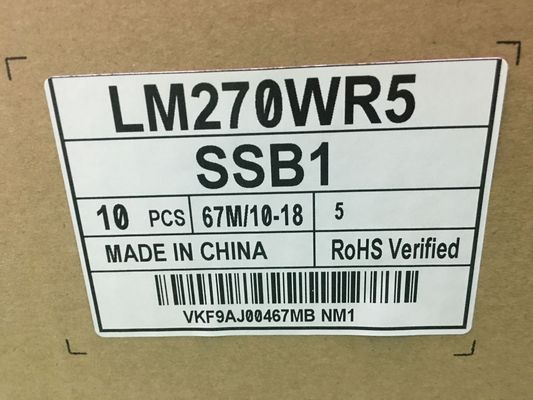 LM270WR5
SSB1
10 PCS 67M/10-18 5
MADE IN CHINA RoHS Verified
VKF9AJ00467MB NM1